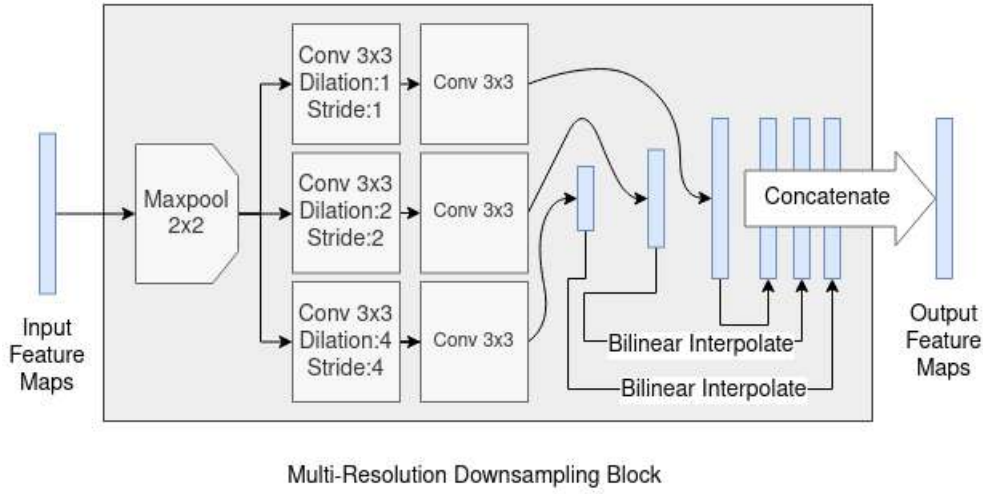 Input
Feature
Maps
Maxpool
2x2
Conv 3x3
Dilation:1
Stride:1
Conv 3x3
Conv 3x3
Dilation:2
Stride:2
Conv 3x3
Conv 3x3
Dilation:4
Stride:4
Conv 3x3
Bilinear Interpolate
Bilinear Interpolate
Concatenate
Output
Feature
Maps
Multi-Resolution Downsampling Block